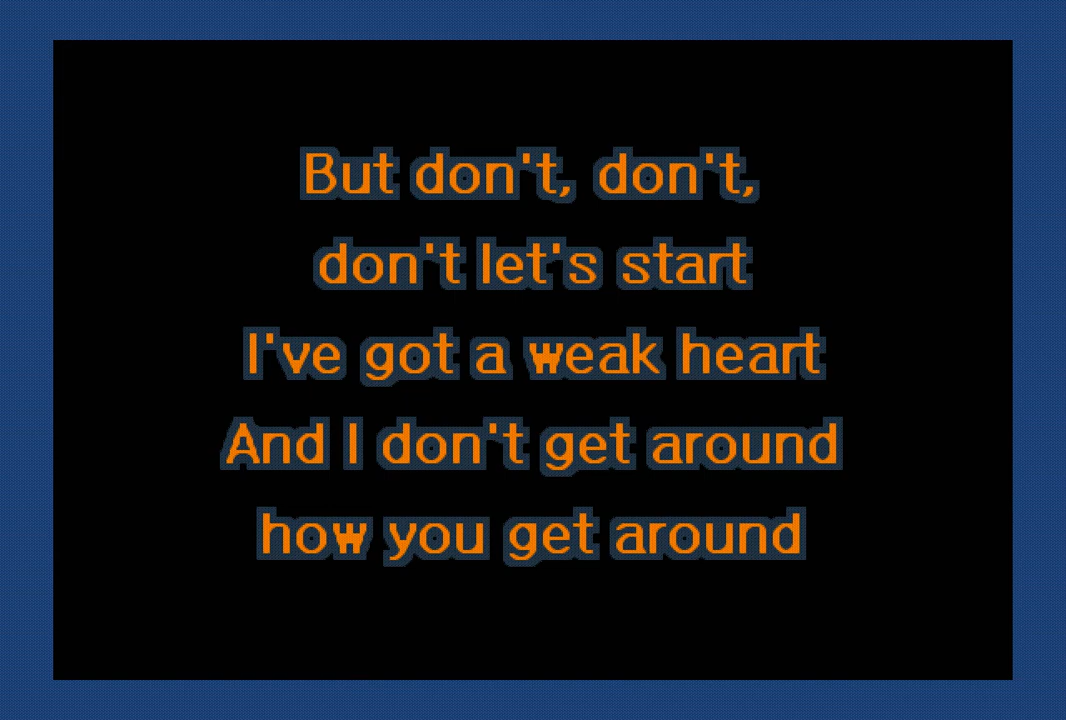 But don't, don't,
don't let's start
I've got a weak heart
And I don't get around
how you get around